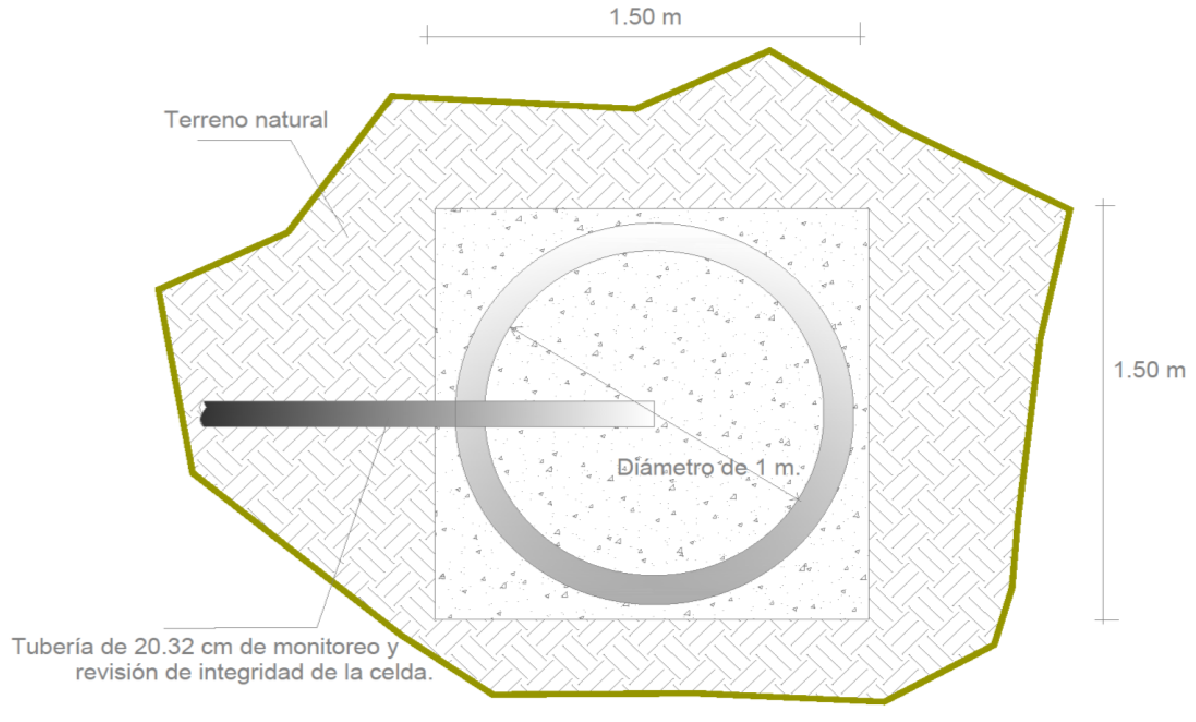 1.50 m
Terreno natural
1.50 m
Diámetro de 1 m.
Tubería de 20.32 cm de monitoreo y
revisión de integridad de la celda.